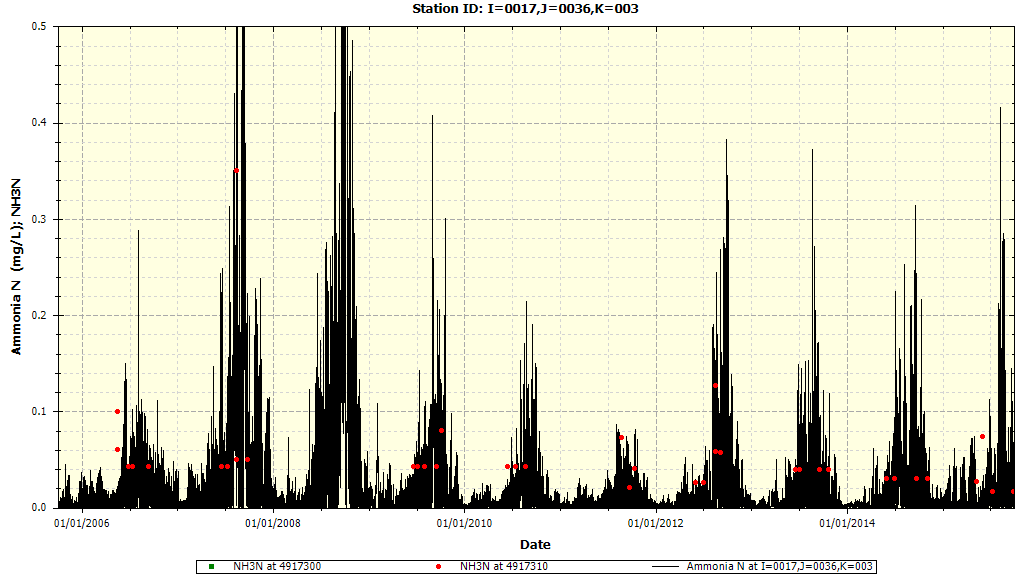 Station ID: I=0017,J=0036,K=003
0.5
0.4
0.3
0.2
0.1
0.0
Ammonia N (mg/L); NH3N
01/01/2006 01/01/2008 01/01/2010 01/01/2012 01/01/2014
Date
NH3N at 4917300 NH3N at 4917310 Ammonia N at I=0017,J=0036,K=003